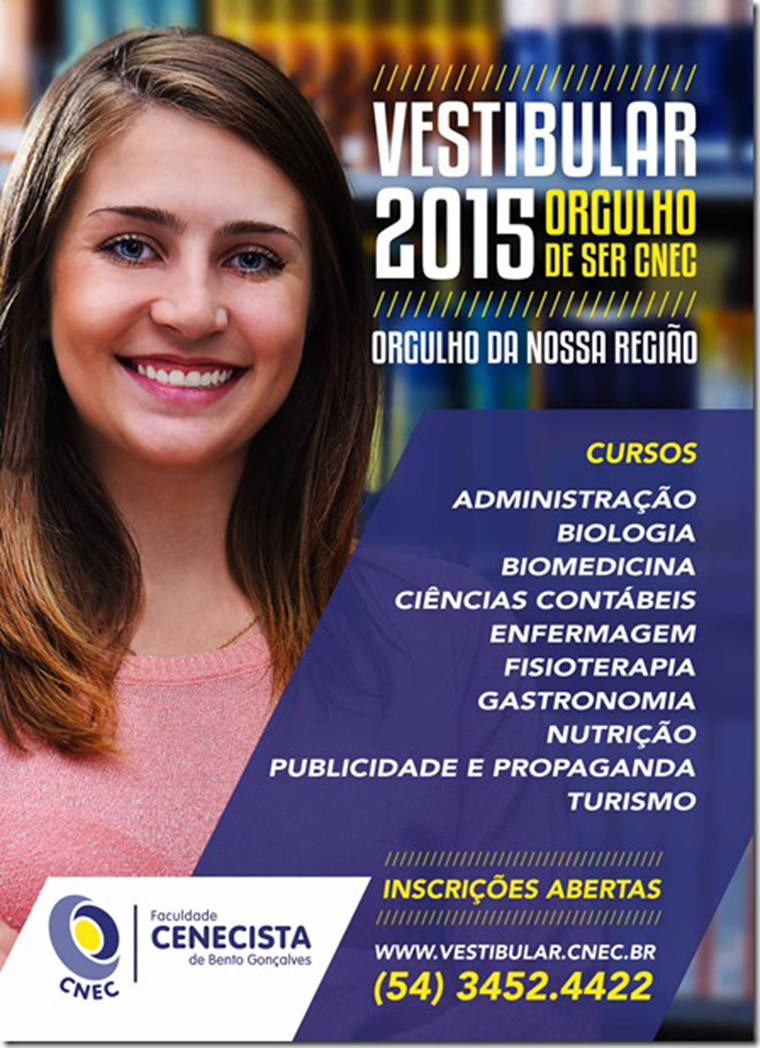 VESTIBULAR
2015 ORGULHO
DE SER CNEC
ORGULHO DA NOSSA REGIÃO
CURSOS
ADMINISTRAÇÃO
BIOLOGIA
BIOMEDICINA
CIÊNCIAS CONTÁBEIS
ENFERMAGEM
FISIOTERAPIA
GASTRONOMIA
NUTRIÇÃO
PUBLICIDADE E PROPAGANDA
TURISMO
INSCRIÇÕES ABERTAS
WWW.VESTIBULAR.CNEC.BR
(54) 3452.4422
CNEC
Faculdade
CENECISTA
de Bento Gonçalves